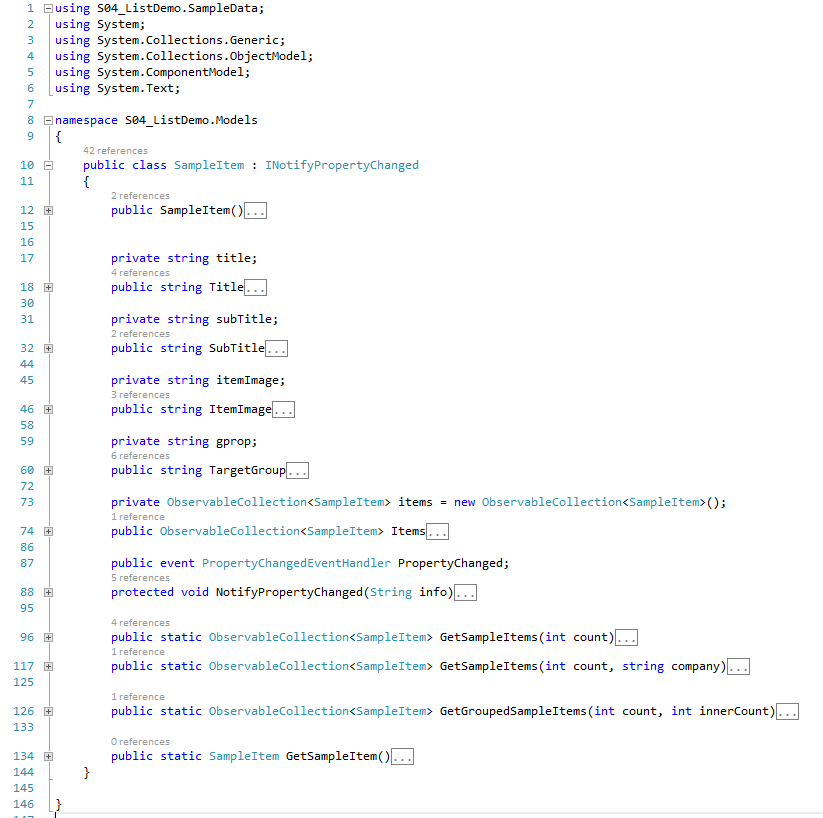 1 using S04_ListDemo.SampleData;
2 using System;
3 using System.Collections.Generic;
4 using System.Collections.ObjectModel;
5 using System.ComponentModel;
6 using System.Text;
7
8 namespace S04_ListDemo.Models
9 {
42 references
10 public class SampleItem : INotifyPropertyChanged
11 {
2 references
12 public SampleItem()...
15
16
17 private string title;
4 references
18 public string Title...
30
31 private string subTitle;
2 references
32 public string SubTitle...
44
45 private string itemImage;
3 references
46 public string ItemImage...
58
59 private string gprop;
6 references
60 public string TargetGroup...
72
73 private ObservableCollection<SampleItem> items = new ObservableCollection<SampleItem>();
1 reference
74 public ObservableCollection<SampleItem> Items...
86
87 public event PropertyChangedEventHandler PropertyChanged;
5 references
88 protected void NotifyPropertyChanged(String info)...
95
4 references
96 public static ObservableCollection<SampleItem> GetSampleItems(int count)...
1 reference
117 public static ObservableCollection<SampleItem> GetSampleItems(int count, string company)...
125
1 reference
126 public static ObservableCollection<SampleItem> GetGroupedSampleItems(int count, int innerCount)...
133
0 references
134 public static SampleItem GetSampleItem()...
144 }
145
146 }